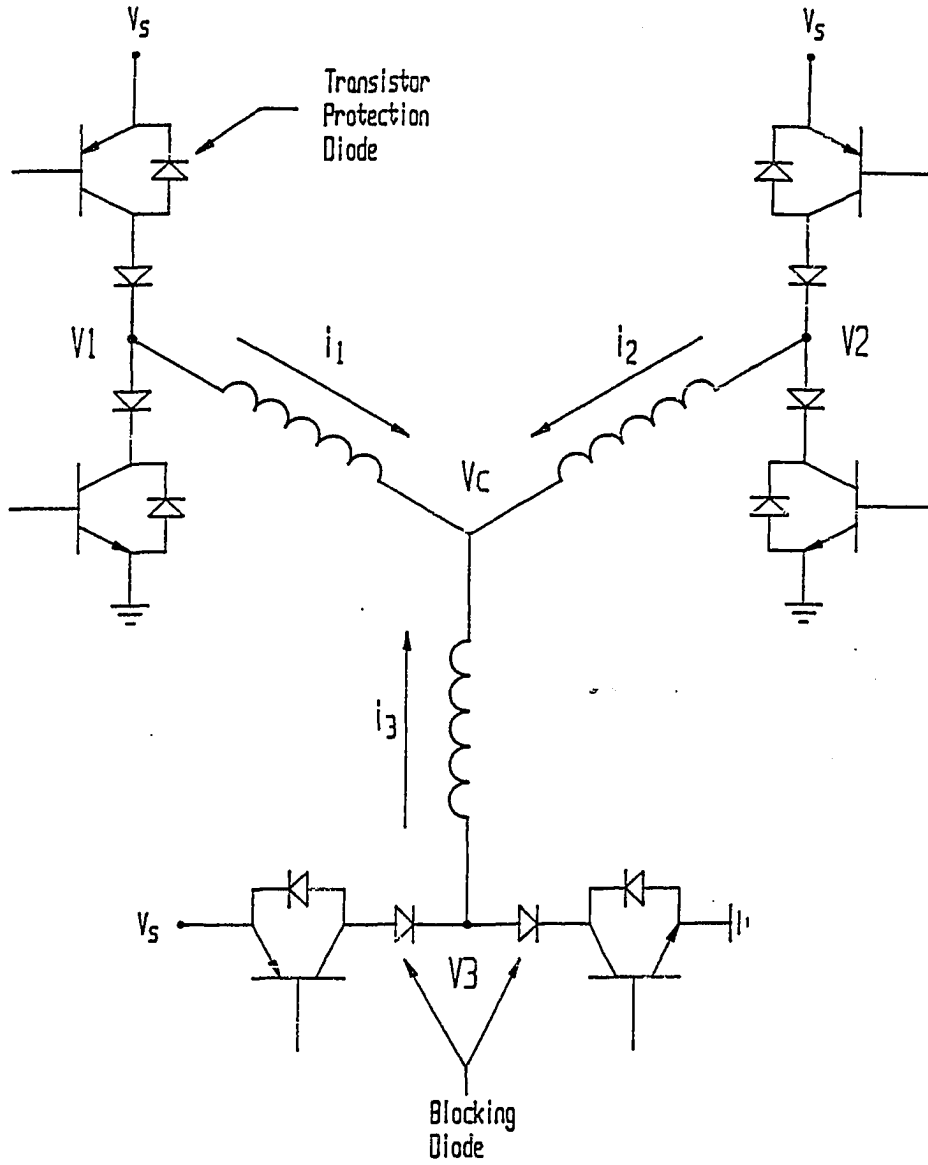 Vs
Vs
Transistor
Protection
Diode
V1
i1
i2
V2
Vc
i3
Vs
V3
Blocking
Diode